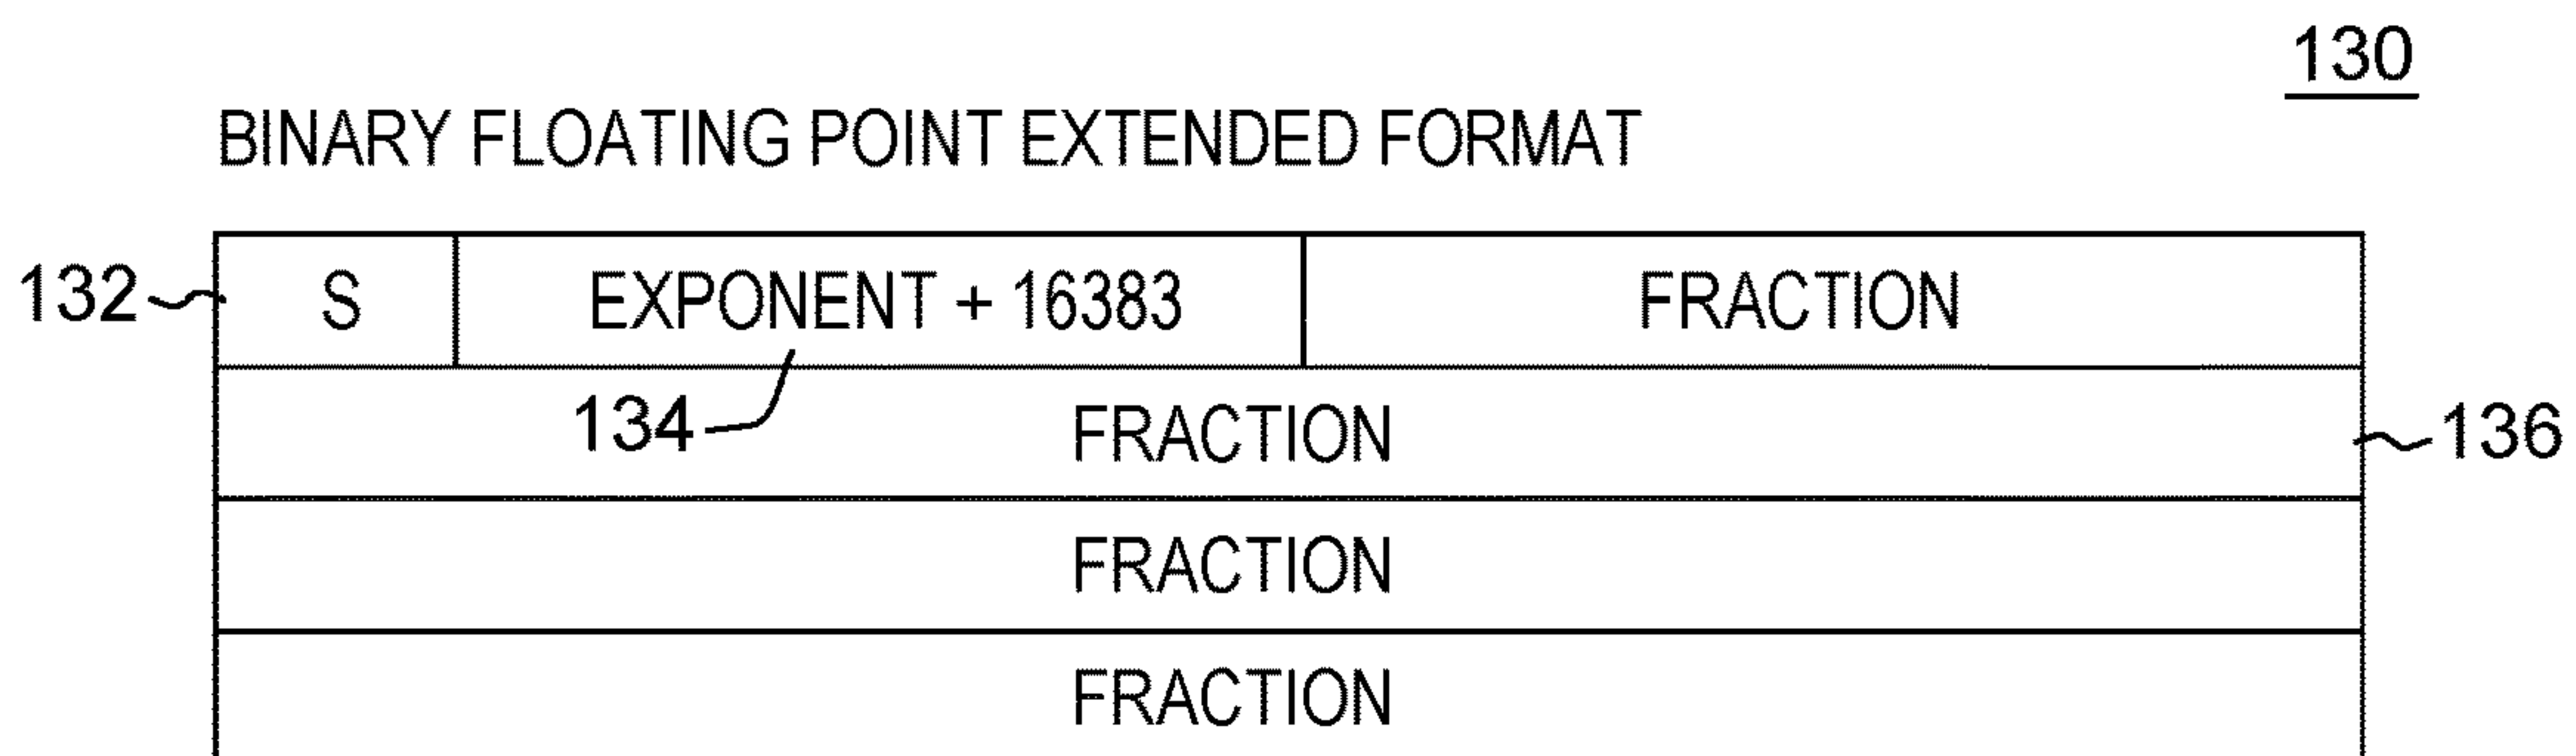 130
BINARY FLOATING POINT EXTENDED FORMAT
132 S EXPONENT + 16383 FRACTION
134 FRACTION 136
FRACTION
FRACTION